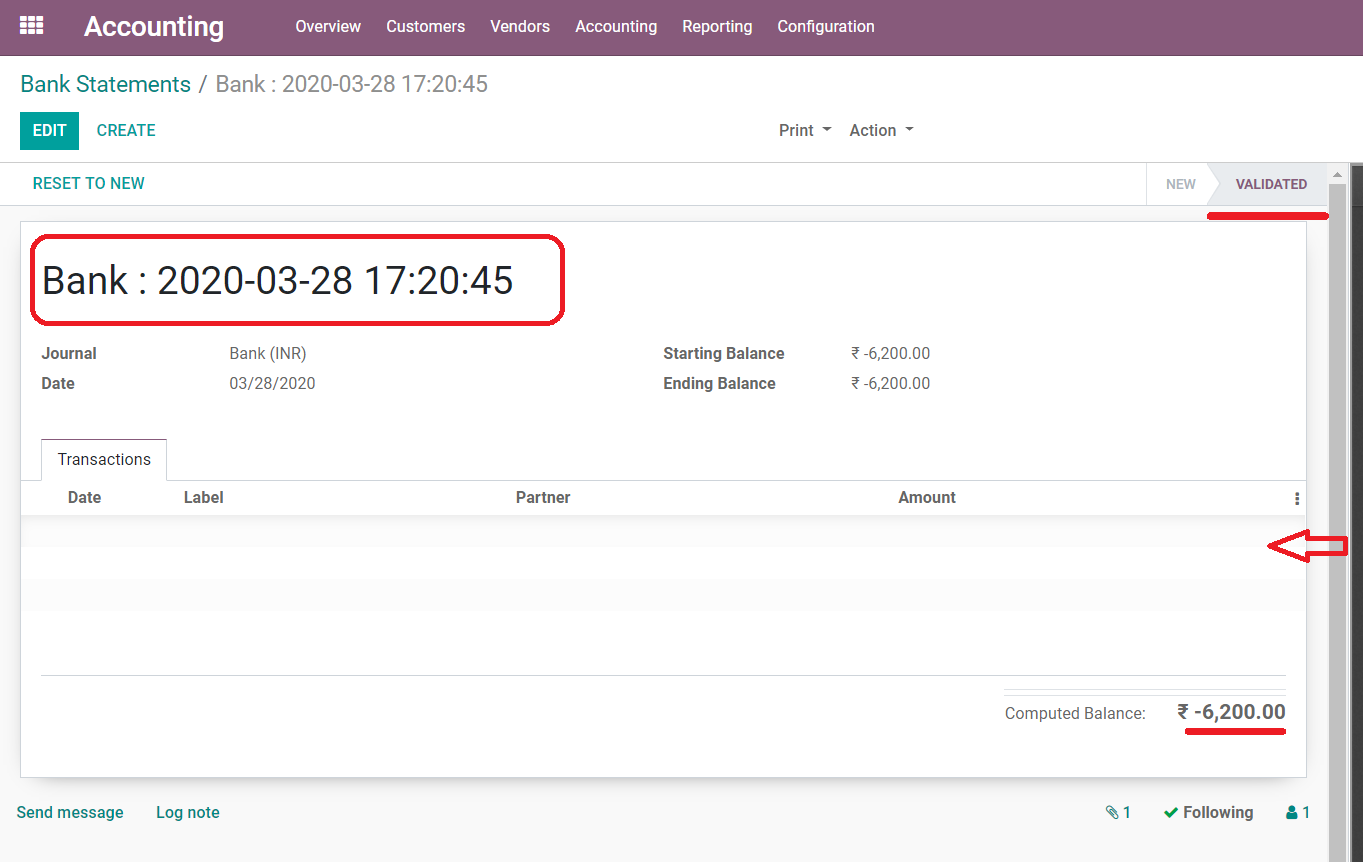 Accounting Overview Customers Vendors Accounting Reporting Configuration
Bank Statements / Bank : 2020-03-28 17:20:45
EDIT CREATE Print Action
RESET TO NEW NEW VALIDATED
Bank : 2020-03-28 17:20:45
Journal Bank (INR) Starting Balance ₹ -6,200.00
Date 03/28/2020 Ending Balance ₹ -6,200.00
Transactions
Date Label Partner Amount
Computed Balance: ₹ -6,200.00
Send message Log note 1 Following 1